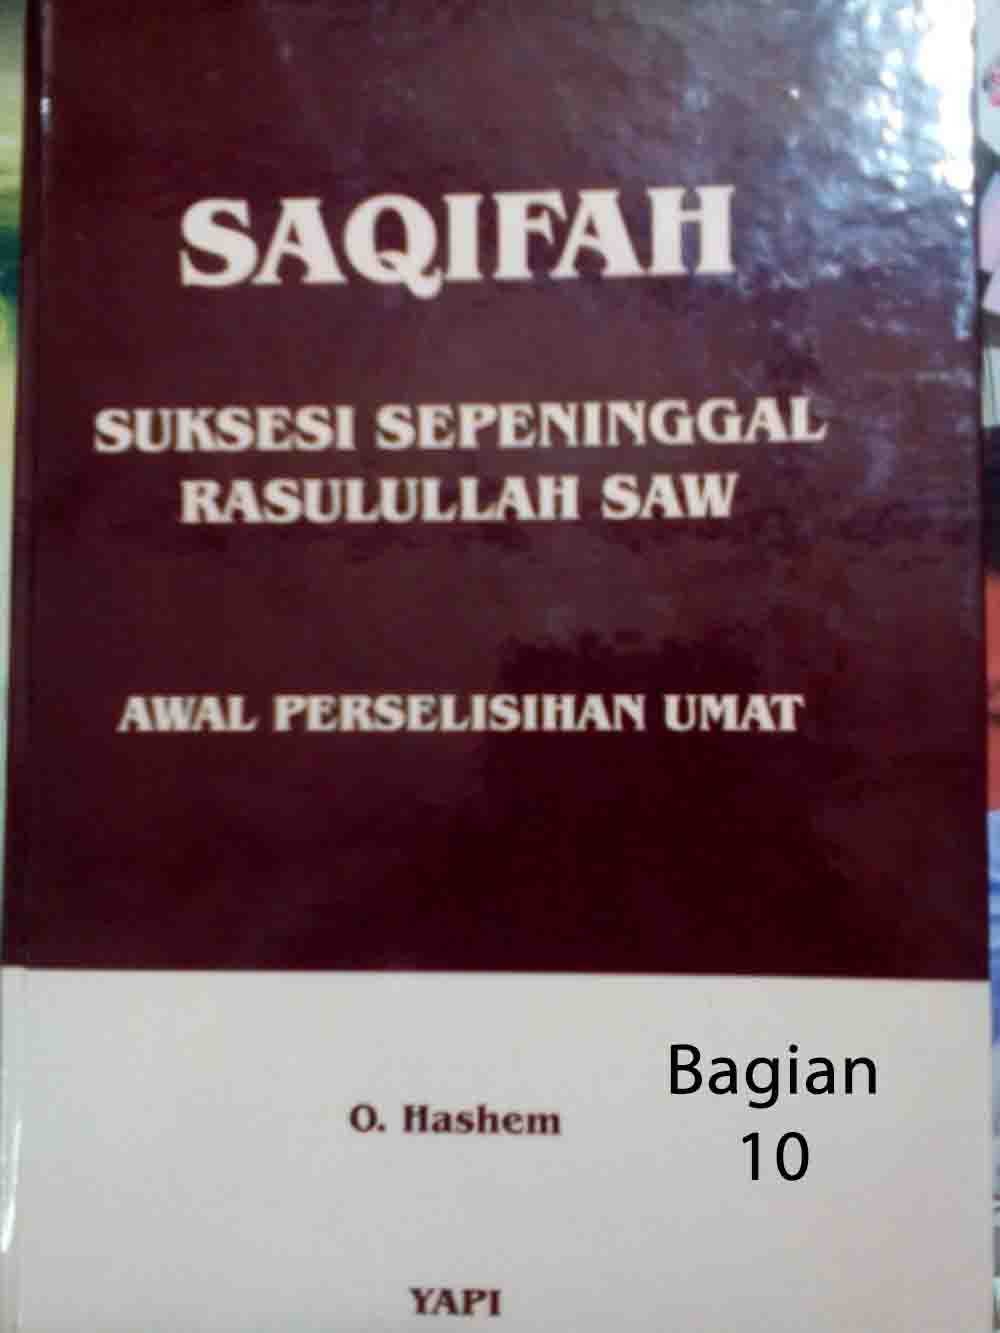 SAQIFAH
SUKSESI SEPENINGGAL
RASULULLAH SAW
AWAL PERSELISIHAN UMAT
O. Hashem
Bagian
10
YAPI